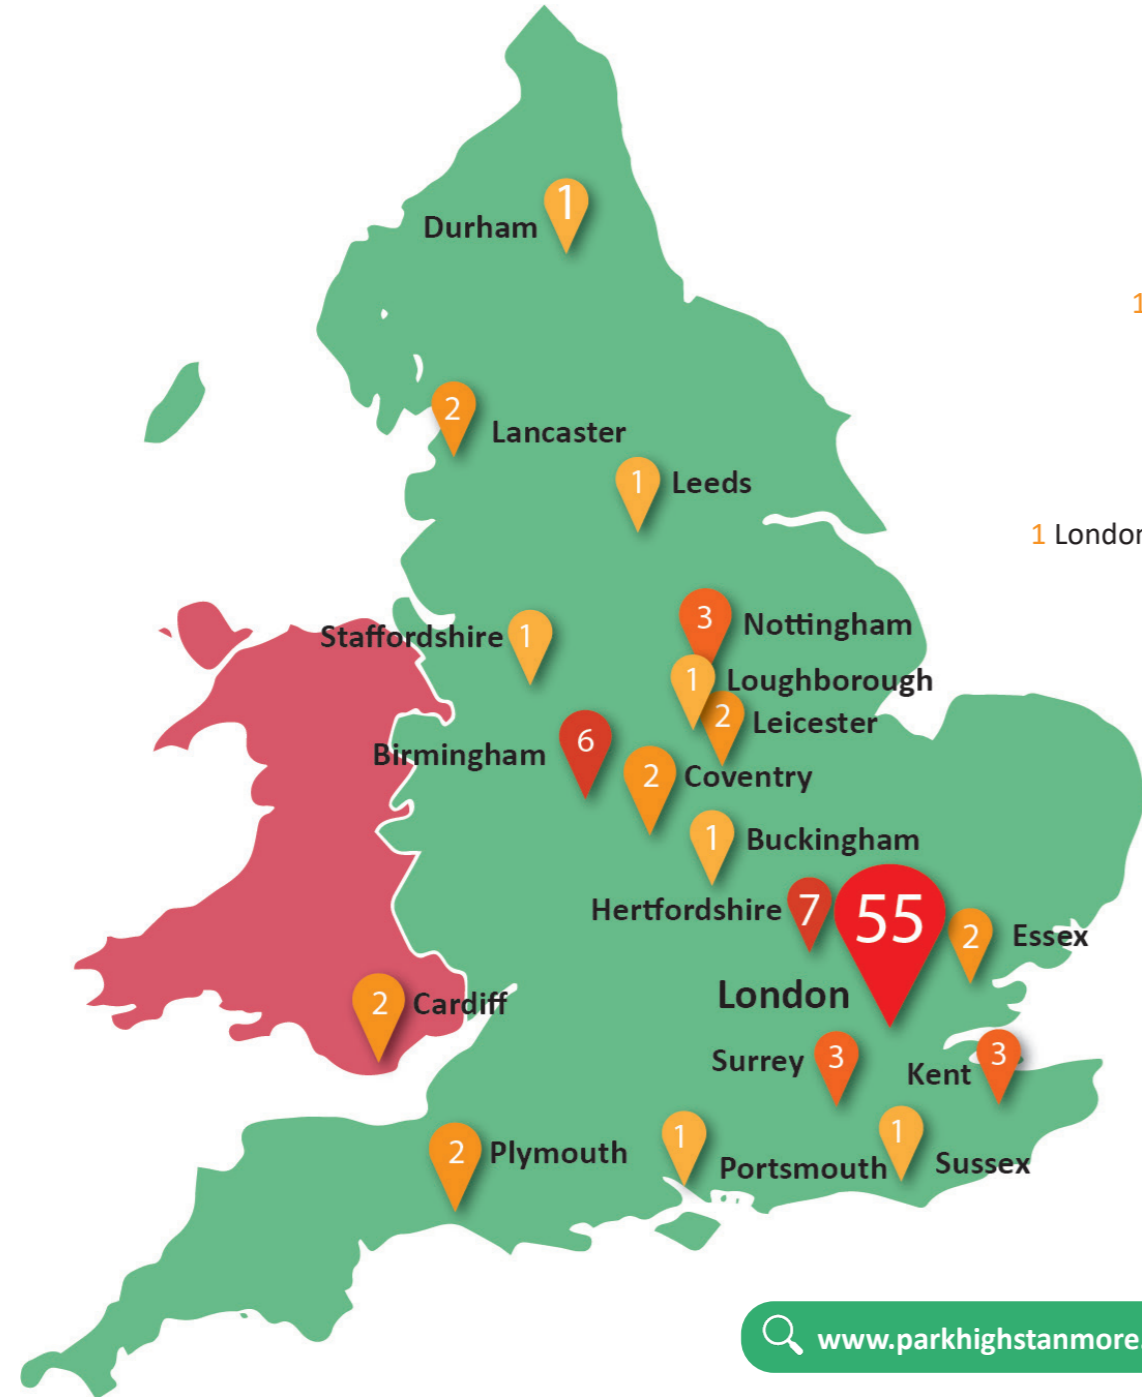 1
Durham
1
2
Lancaster
1
Leeds
1 London
3
Nottingham
Staffordshire
1
1
Loughborough
2
Leicester
6
Birmingham
2
Coventry
1
Buckingham
Hertfordshire
7
55
2
Essex
London
2
Cardiff
Surrey
3
Kent
3
2
Plymouth
1
Portsmouth
1
Sussex
www.parkhighstanmore.